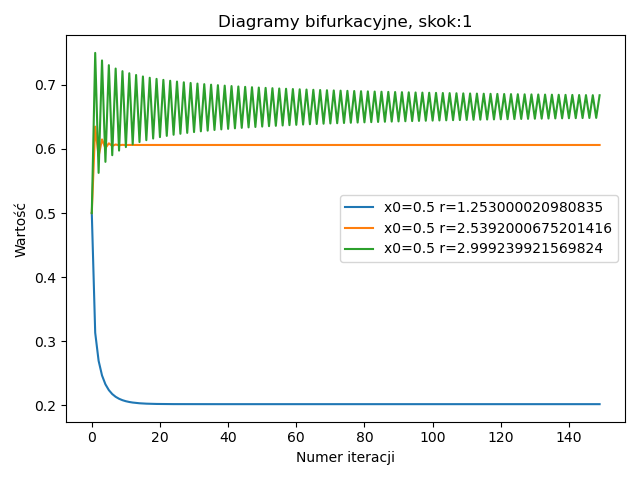 Diagramy bifurkacyjne, skok:1
Wartość
0.7
0.6
0.5
0.4
0.3
0.2
x0=0.5 r=1.253000020980835
x0=0.5 r=2.5392000675201416
x0=0.5 r=2.999239921569824
0 20 40 60 80 100 120 140
Numer iteracji